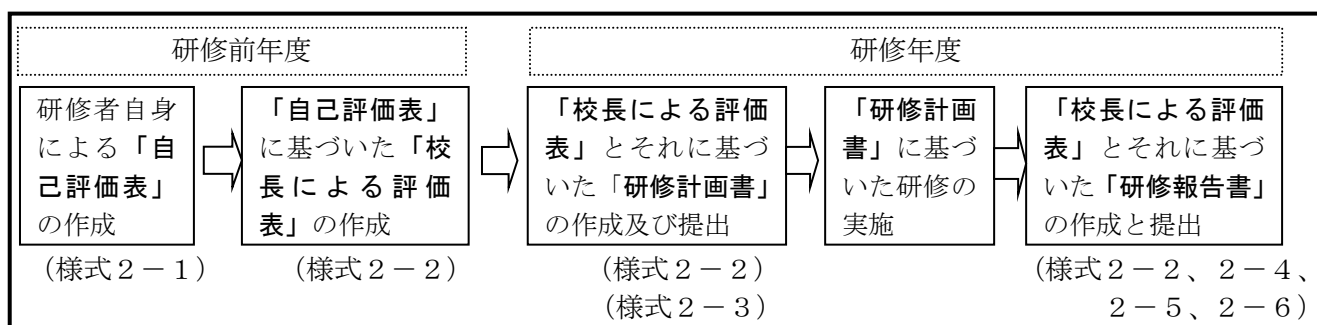 研修前年度
研修年度
研修者自身
による「自
己評価表」
の作成
「自己評価表」
に基づいた「校
長による評価
表」の作成
「校長による評価
表」とそれに基づ
いた「研修計画書」
の作成及び提出
「研修計画
書」に基づ
いた研修の
実施
「校長による評価
表」とそれに基づ
いた「研修報告書」
の作成と提出
（様式２－１）
（様式２－２）
（様式２－２）
（様式２－３）
（様式２－２、２－４、
２－５、２－６）